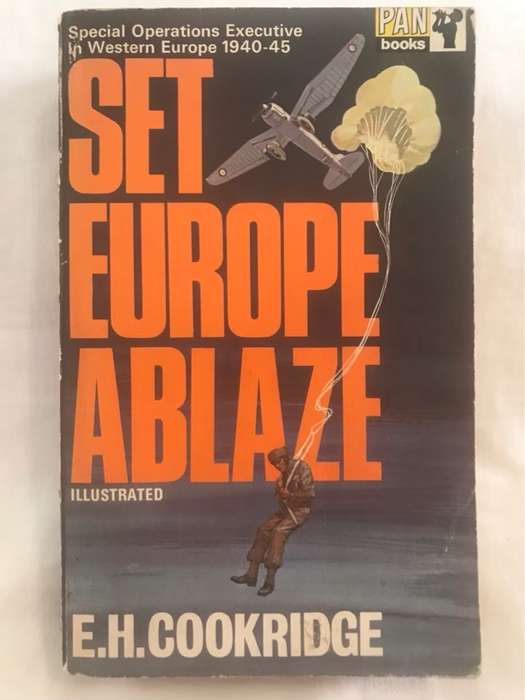 Special Operations Executive
in Western Europe 1940-45
PAN
books
SET
EUROPE
ABLAZE
ILLUSTRATED
E.H.COOKRIDGE